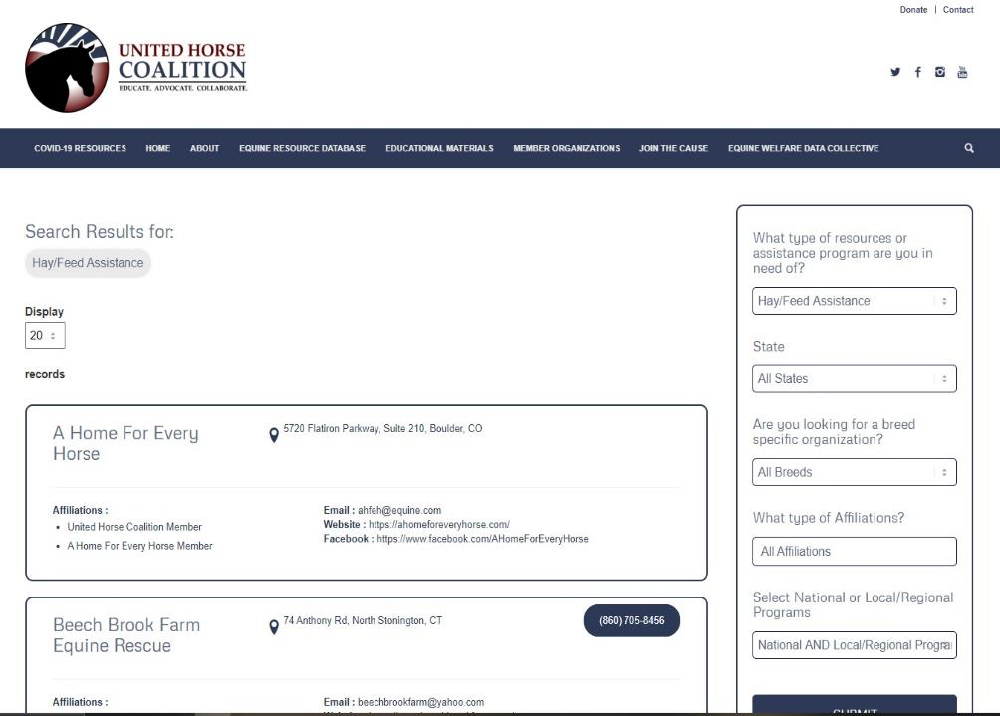 Donate | Contact
UNITED HORSE
COALITION
EDUCATE. ADVOCATE. COLLABORATE.
COVID-19 RESOURCES HOME ABOUT EQUINE RESOURCE DATABASE EDUCATIONAL MATERIALS MEMBER ORGANIZATIONS JOIN THE CAUSE EQUINE WELFARE DATA COLLECTIVE
Search Results for:
Hay/Feed Assistance
Display
20
records
A Home For Every
Horse
5720 Flatiron Parkway, Suite 210, Boulder, CO
Affiliations :
• United Horse Coalition Member
• A Home For Every Horse Member
Email : ahfeh@equine.com
Website : https://ahomeforeveryhorse.com/
Facebook : https://www.facebook.com/AHomeForEveryHorse
Beech Brook Farm
Equine Rescue
74 Anthony Rd, North Stonington, CT
(860) 705-8456
Affiliations :
Email : beechbrookfarm@yahoo.com
What type of resources or
assistance program are you in
need of?
Hay/Feed Assistance
State
All States
Are you looking for a breed
specific organization?
All Breeds
What type of Affiliations?
All Affiliations
Select National or Local/Regional
Programs
National AND Local/Regional Progra
SUBMIT